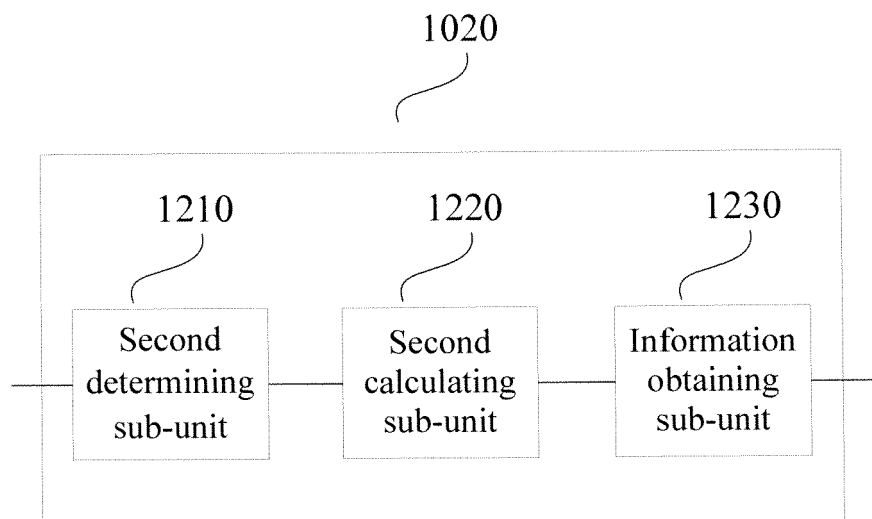 1020
1210
1220
1230
Second
determining
sub-unit
Second
calculating
sub-unit
Information
obtaining
sub-unit